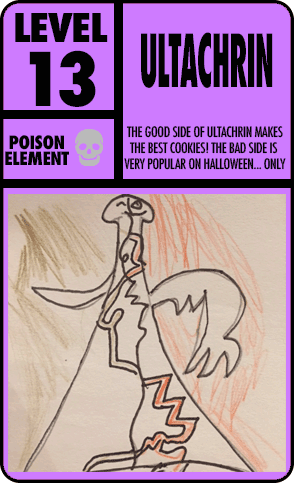 LEVEL
13
ULTACHRIN
POISON
ELEMENT
THE GOOD SIDE OF ULTACHRIN MAKES
THE BEST COOKIES! THE BAD SIDE IS
VERY POPULAR ON HALLOWEEN... ONLY